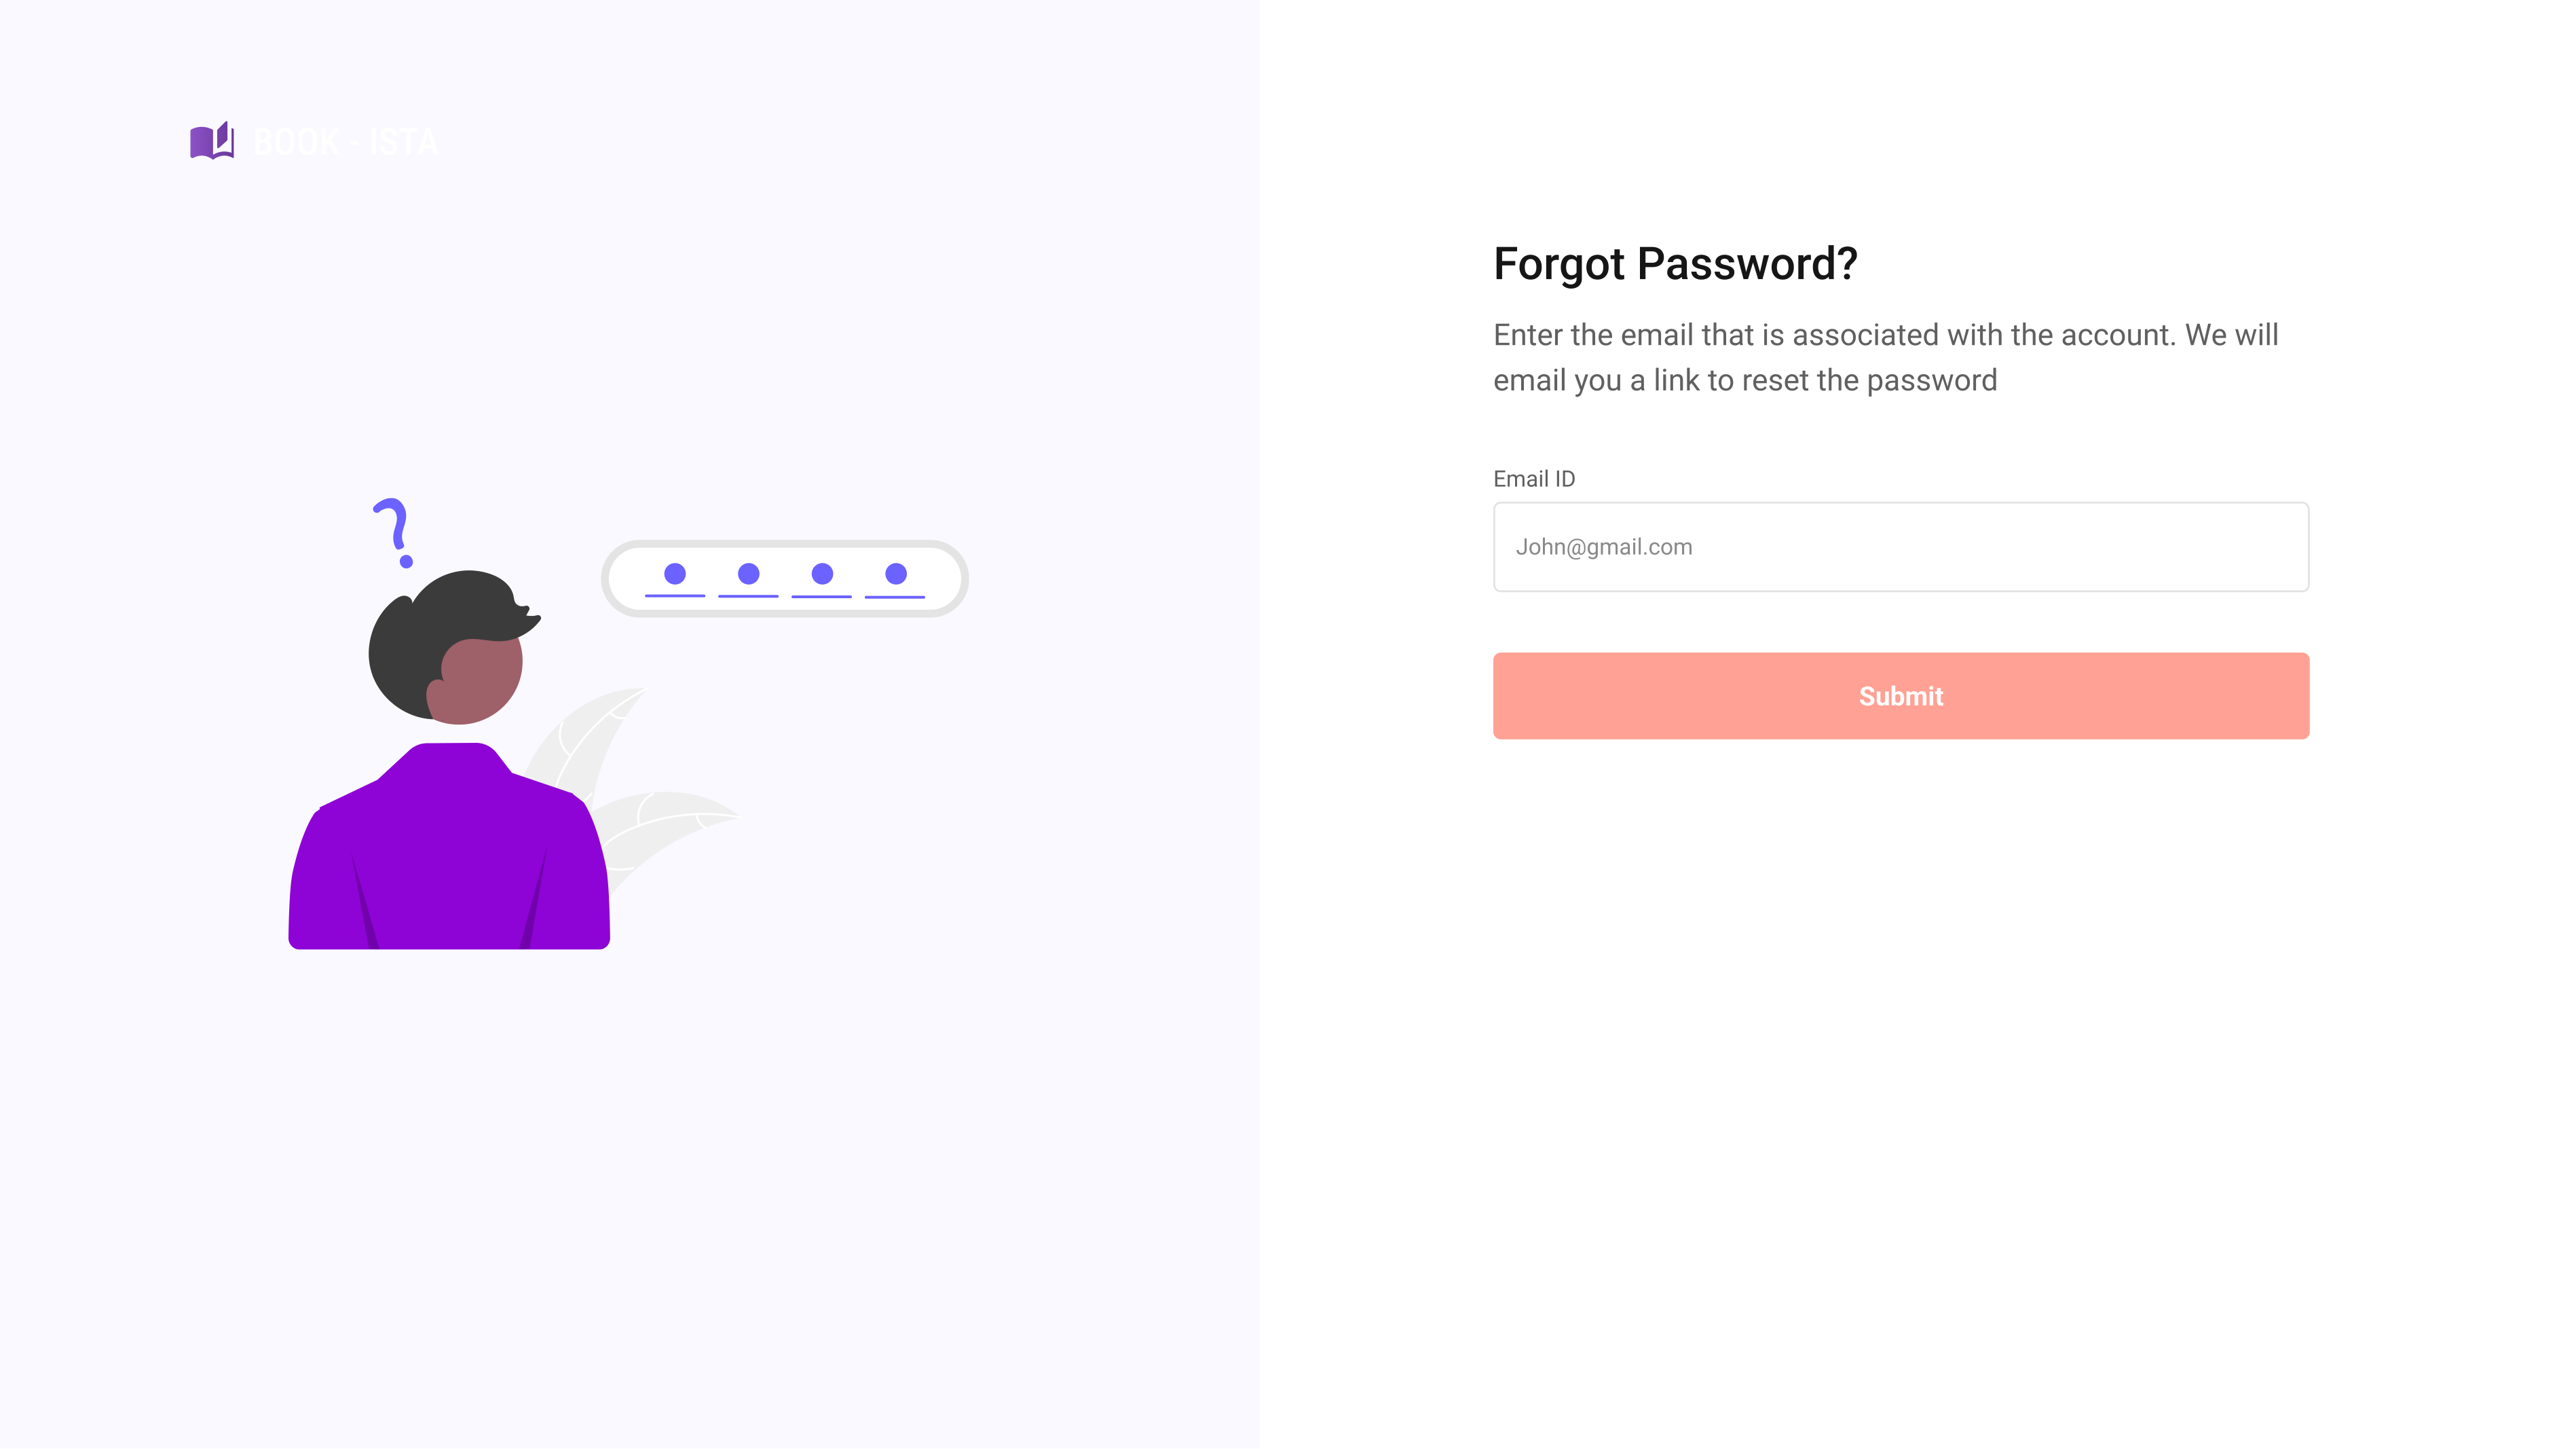 BOOK - ISTA
Forgot Password?
Enter the email that is associated with the account. We will
email you a link to reset the password
Email ID
John@gmail.com
Submit